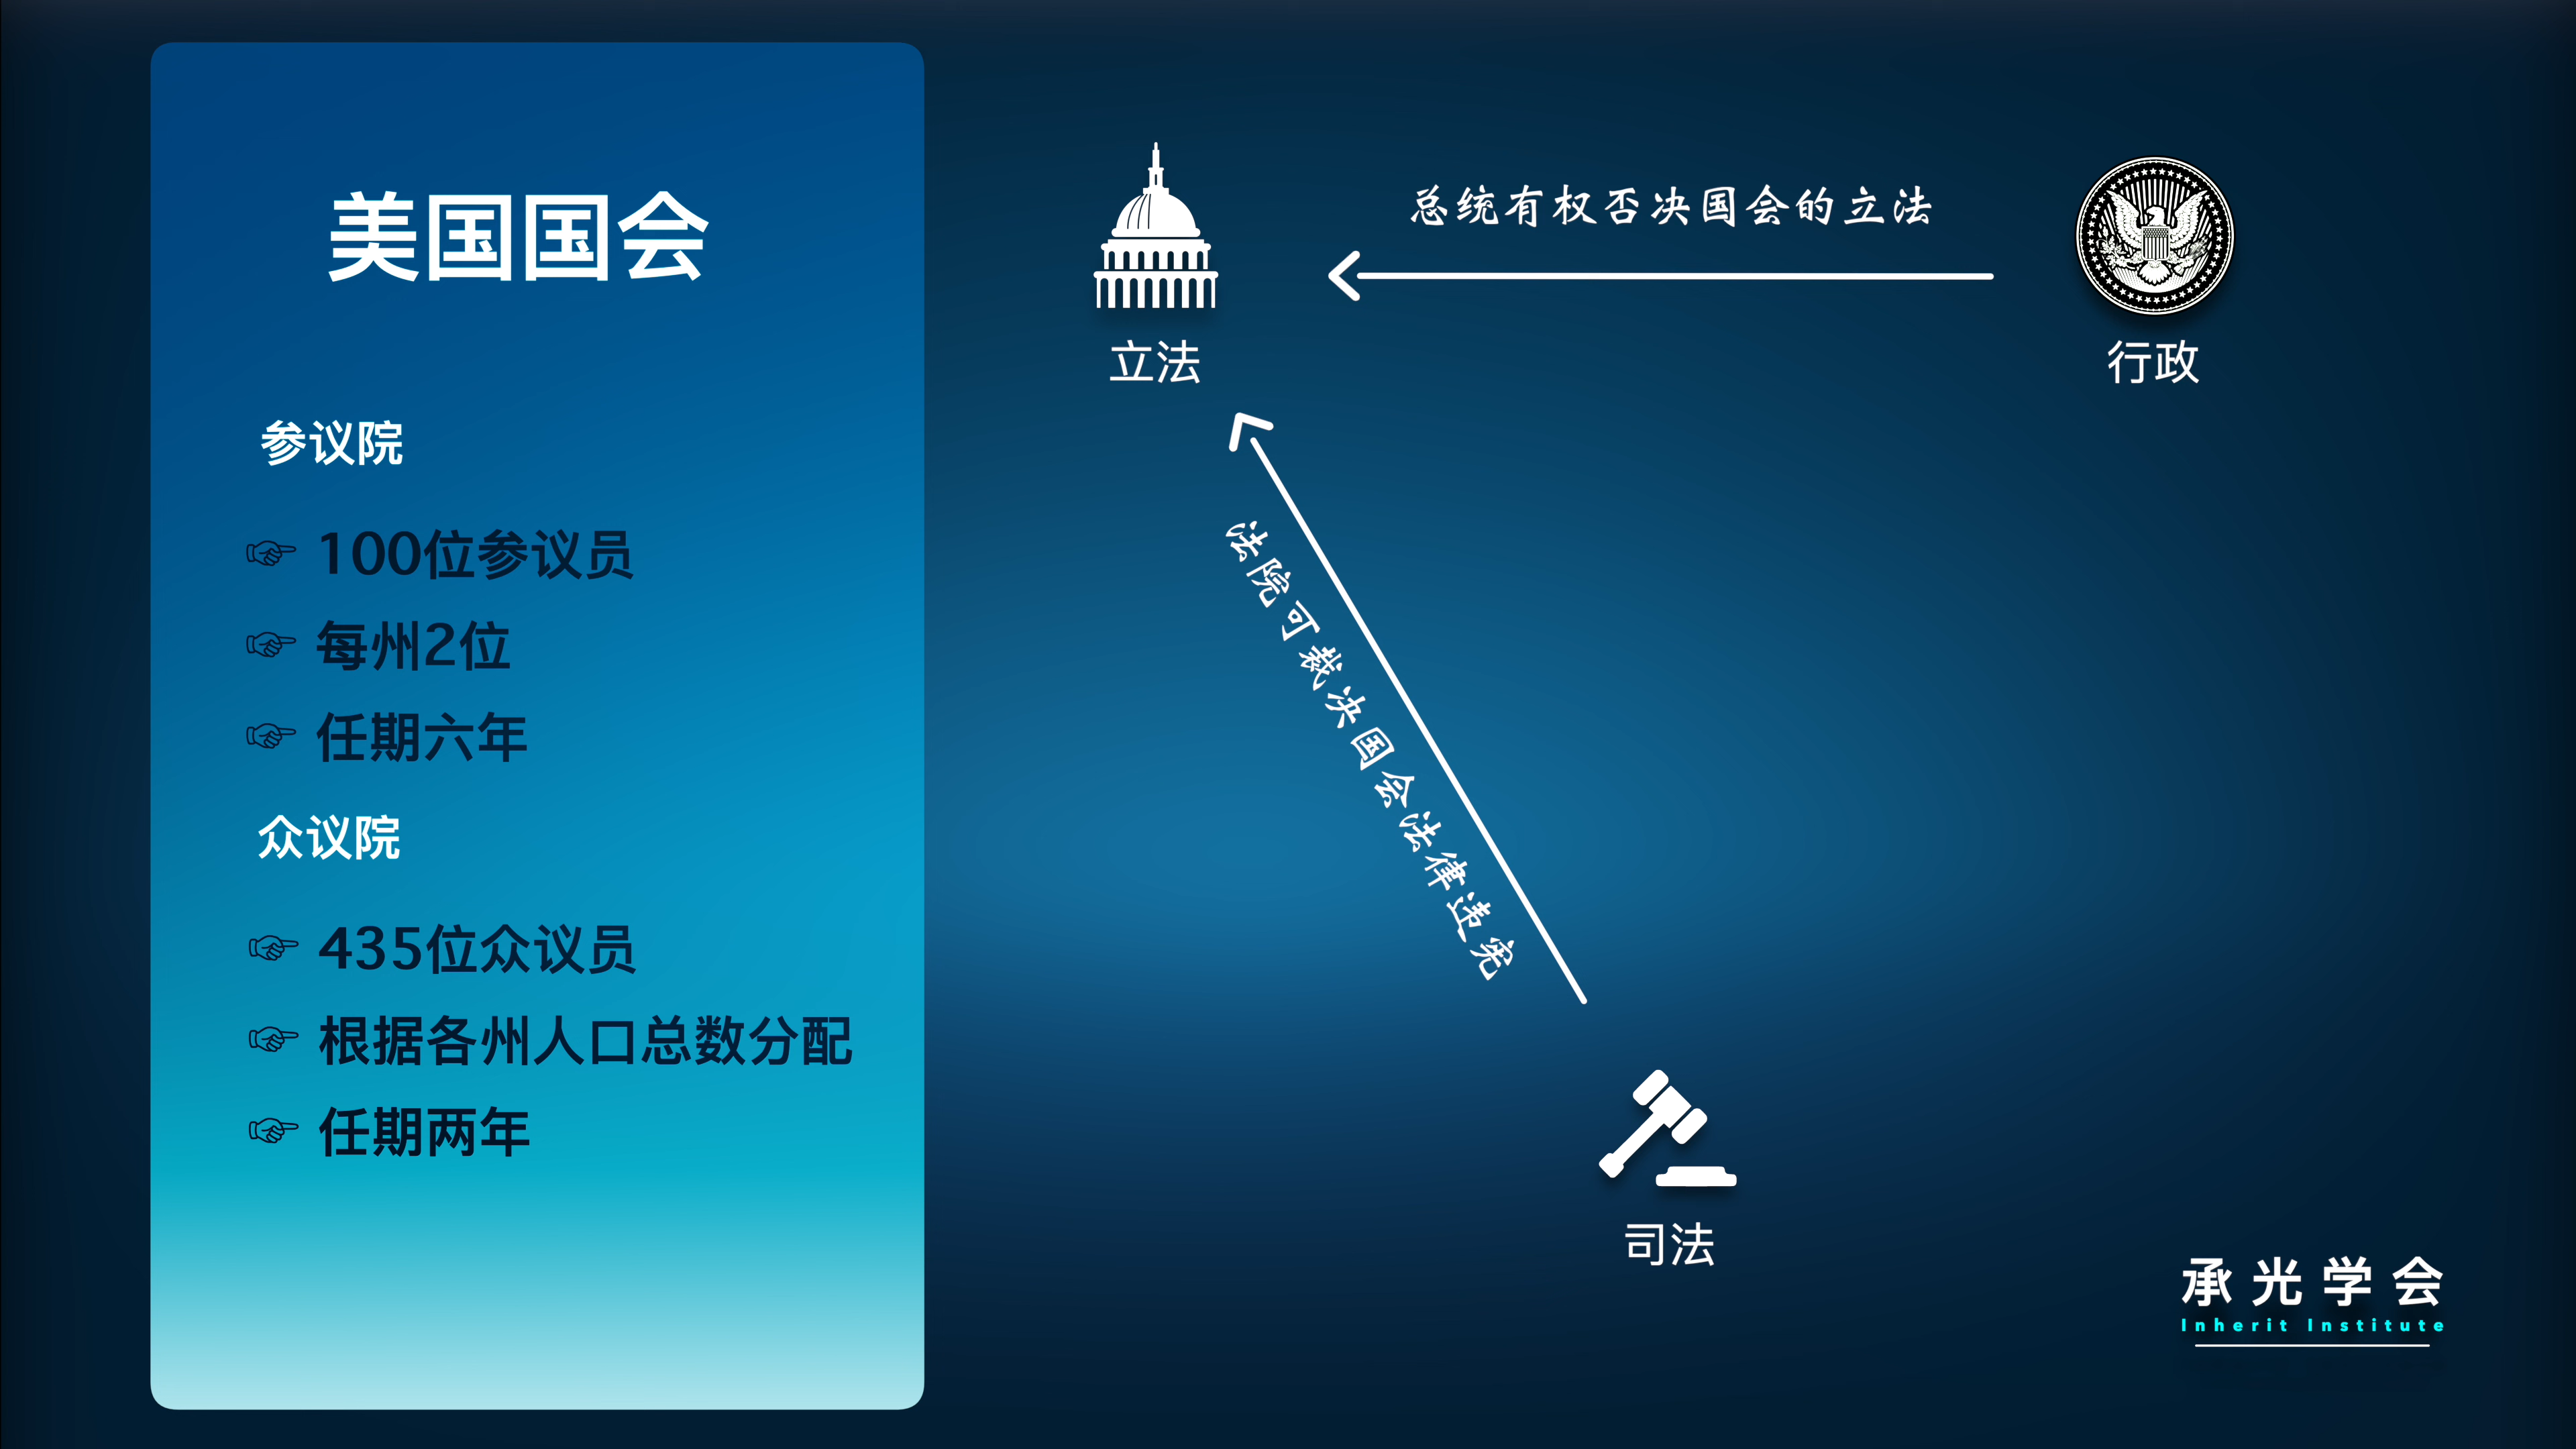 美国国会
参议院
☞ 100位参议员
☞ 每州2位
☞ 任期六年
众议院
☞ 435位众议员
☞ 根据各州人口总数分配
☞ 任期两年
总统有权否决国会的立法
立法
行政
法院可裁决国会法律违宪
司法
承光学会
Inherit Institute